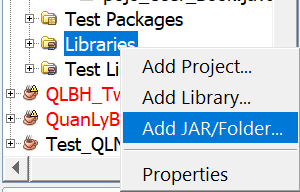 Test Packages
Libraries
Test Li
Add Project...
Add Library...
Add JAR/Folder...
Properties
QLBH_Tw
QuanLyB
Test_QLN